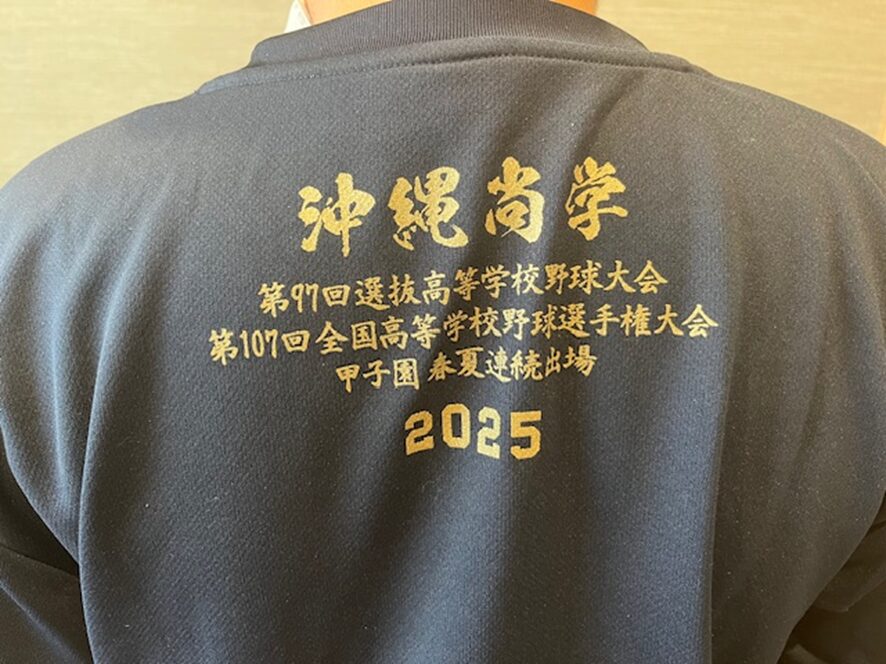 沖縄尚学
第97回選抜高等学校野球大会
第107回全国高等学校野球選手権大会
甲子園 春夏連続出場
2025